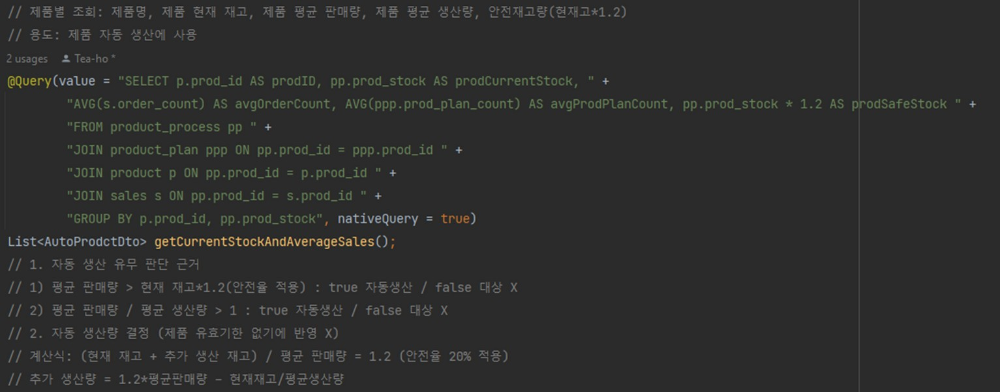 // 제품별 조회: 제품명, 제품 현재 재고, 제품 평균 판매량, 제품 평균 생산량, 안전재고량(현재고*1.2)
// 용도: 제품 자동 생산에 사용
2 usages Tea-ho *
@Query(value = "SELECT p.prod_id AS prodID, pp.prod_stock AS prodCurrentStock, " +
"AVG(s.order_count) AS avgOrderCount, AVG(ppp.prod_plan_count) AS avgProdPlanCount, pp.prod_stock * 1.2 AS prodSafeStock " +
"FROM product_process pp " +
"JOIN product_plan ppp ON pp.prod_id = ppp.prod_id " +
"JOIN product p ON pp.prod_id = p.prod_id " +
"JOIN sales s ON pp.prod_id = s.prod_id " +
"GROUP BY p.prod_id, pp.prod_stock", nativeQuery = true)
List<AutoProdctDto> getCurrentStockAndAverageSales();
// 1. 자동 생산 유무 판단 근거
// 1) 평균 판매량 > 현재 재고*1.2(안전율 적용) : true 자동생산 / false 대상 X
// 2) 평균 판매량 / 평균 생산량 > 1 : true 자동생산 / false 대상 X
// 2. 자동 생산량 결정 (제품 유효기한 없기에 반영 X)
// 계산식: (현재 재고 + 추가 생산 재고) / 평균 판매량 = 1.2 (안전율 20% 적용)
// 추가 생산량 = 1.2*평균판매량 - 현재재고/평균생산량